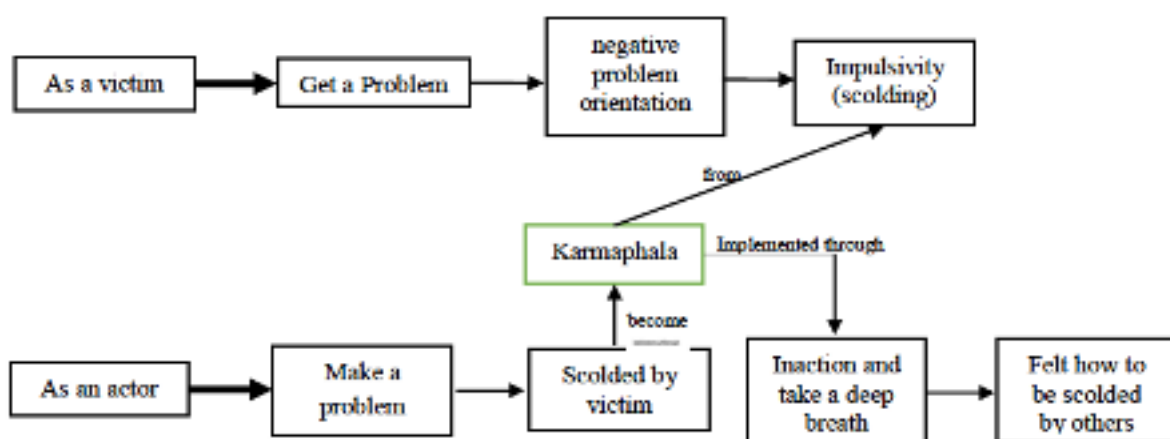 As a victim
Get a Problem
negative
problem
orientation
Impulsivity
(scolding)
from
Karmaphala
Implemented through
become
As an actor
Make a
problem
Scolded by
victim
Inaction and
take a deep
breath
Felt how to
be scolded
by others